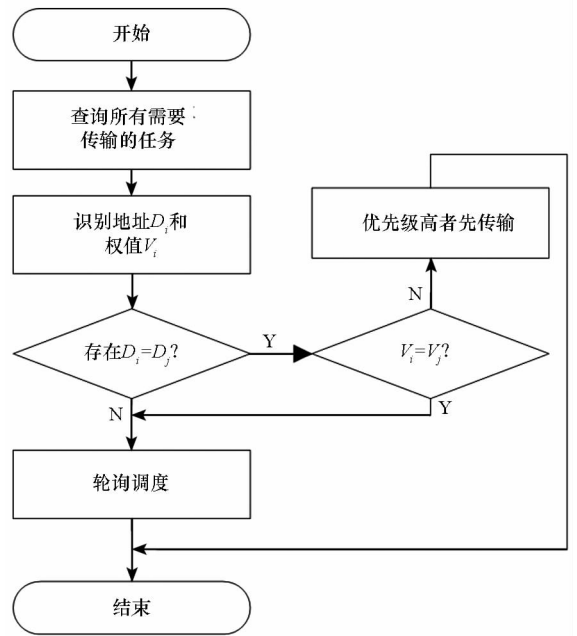 开始
查询所有需要
传输的任务
识别地址Di和
权值Vi
优先级高者先传输
N
存在Di=Dj?
Y
Vi=Vj?
N
Y
轮询调度
结束